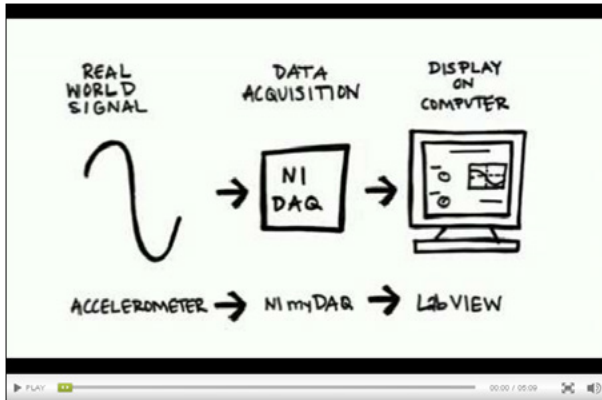 REAL
WORLD
SIGNAL
DATA
ACQUISITION
DISPLAY
ON
COMPUTER
NI
DAQ
ACCELEROMETER → NI myDAQ → LabVIEW
PLAY
00:00 / 05:09